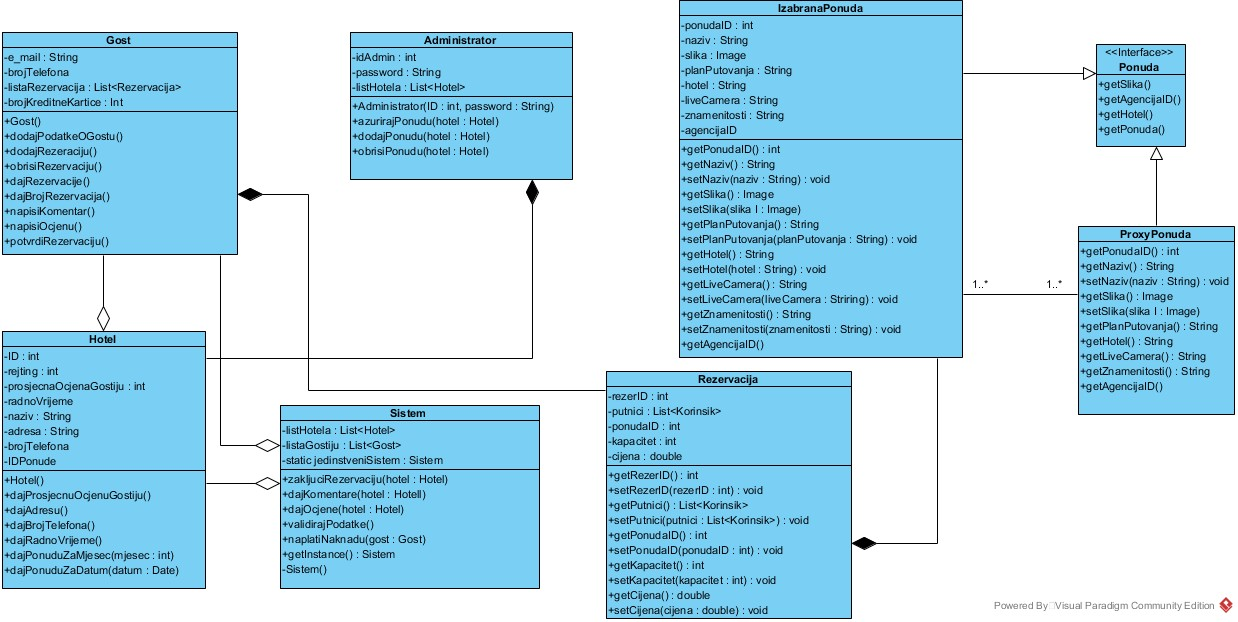 Gost
-e_mail : String
-brojTelefona
-listaRezervacija : List<Rezervacija>
-brojKreditneKartice : Int
+Gost()
+dodajPodatkeOGostu()
+dodajRezeraciju()
+obrisiRezervaciju()
+dajRezervacije()
+dajBrojRezervacija()
+napisiKomentar()
+napisiOcjenu()
+potvrdiRezervaciju()
Administrator
-idAdmin : int
-password : String
-listHotela : List<Hotel>
+Administrator(ID : int, password : String)
+azurirajPonudu(hotel : Hotel)
+dodajPonudu(hotel : Hotel)
+obrisiPonudu(hotel : Hotel)
IzabranaPonuda
-ponudaID : int
-naziv : String
-slika : Image
-planPutovanja : String
-hotel : String
-liveCamera : String
-znamenitosti : String
-agencijaID
+getPonudaID() : int
+getNaziv() : String
+setNaziv(naziv : String) : void
+getSlika() : Image
+setSlika(slika I : Image)
+getPlanPutovanja() : String
+setPlanPutovanja(planPutovanja : String) : void
+getHotel() : String
+setHotel(hotel : String) : void
+getLiveCamera() : String
+setLiveCamera(liveCamera : Striring) : void
+getZnamenitosti() : String
+setZnamenitosti(znamenitosti : String) : void
+getAgencijaID()
<<Interface>>
Ponuda
+getSlika()
+getAgencijaID()
+getHotel()
+getPonuda()
1..*
1..*
ProxyPonuda
+getPonudaID() : int
+getNaziv() : String
+setNaziv(naziv : String) : void
+getSlika() : Image
+setSlika(slika I : Image)
+getPlanPutovanja() : String
+getHotel() : String
+getLiveCamera() : String
+getZnamenitosti() : String
+getAgencijaID()
Hotel
-ID : int
-rejting : int
-prosjecnaOcjenaGostiju : int
-radnoVrijeme
-naziv : String
-adresa : String
-brojTelefona
-IDPonude
+Hotel()
+dajProsjecnuOcjenuGostiju()
+dajAdresu()
+dajBrojTelefona()
+dajRadnoVrijeme()
+dajPonuduZaMjesec(mjesec : int)
+dajPonuduZaDatum(datum : Date)
Sistem
-listHotela : List<Hotel>
-listaGostiju : List<Gost>
-static jedinstveniSistem : Sistem
+zakljuciRezervaciju(hotel : Hotel)
+dajKomentare(hotel : Hotell)
+dajOcjene(hotel : Hotel)
+validirajPodatke()
+naplatiNaknadu(gost : Gost)
+getInstance() : Sistem
-Sistem()
Rezervacija
-rezerID : int
-putnici : List<Korinsik>
-ponudaID : int
-kapacitet : int
-cijena : double
+getRezerID() : int
+setRezerID(rezerID : int) : void
+getPutnici() : List<Korinsik>
+setPutnici(putnici : List<Korinsik>) : void
+getPonudaID() : int
+setPonudaID(ponudaID : int) : void
+getKapacitet() : int
+setKapacitet(kapacitet : int) : void
+getCijena() : double
+setCijena(cijena : double) : void
Powered By Visual Paradigm Community Edition